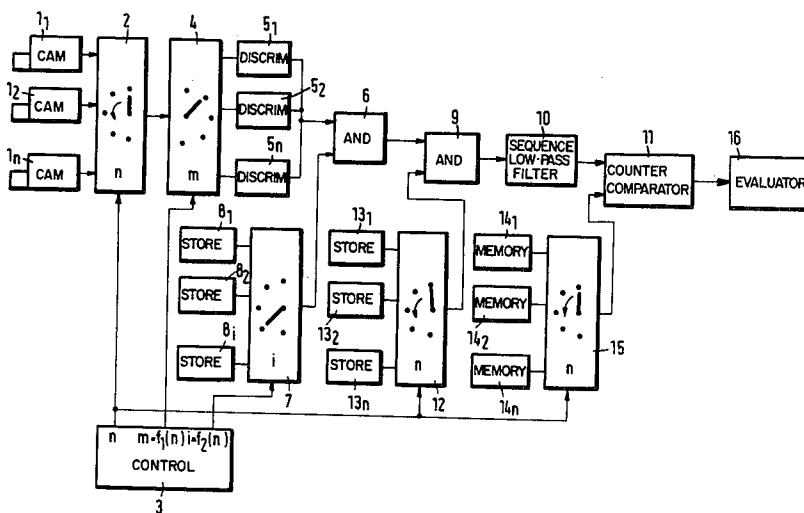 1₁ 2 4 5₁
CAM DISCRIM
1₂ 5₂ 6 9 10 11 16
CAM DISCRIM AND
AND SEQUENCE LOW-PASS FILTER COUNTER COMPARATOR EVALUATOR
1n 5n
CAM n m DISCRIM
8₁ 13₁ 14₁
STORE STORE MEMORY
8₂
STORE STORE MEMORY
13₂ 14₂
8i
STORE i STORE n MEMORY n 15
7 13n 12 14n
n m=f₁(n) i=f₂(n)
CONTROL
3